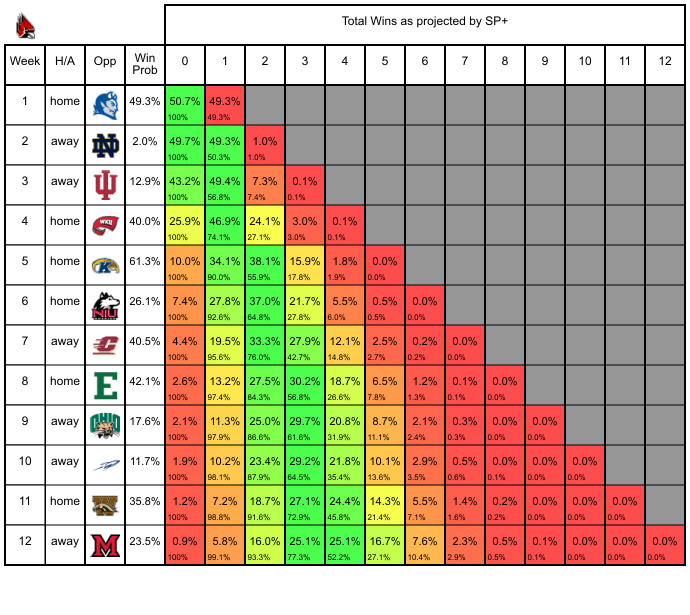 Total Wins as projected by SP+
Week H/A Opp Win Prob 0 1 2 3 4 5 6 7 8 9 10 11 12
1 home 49.3% 50.7% 49.3%
100% 49.3%
2 away ND 2.0% 49.7% 49.3% 1.0%
100% 50.3% 1.0%
3 away 12.9% 43.2% 49.4% 7.3% 0.1%
100% 56.8% 7.4% 0.1%
4 home WKU 40.0% 25.9% 46.9% 24.1% 3.0% 0.1%
100% 74.1% 27.1% 3.0% 0.1%
5 home K 61.3% 10.0% 34.1% 38.1% 15.9% 1.8% 0.0%
100% 90.0% 55.9% 17.8% 1.9% 0.0%
6 home NIU 26.1% 7.4% 27.8% 37.0% 21.7% 5.5% 0.5% 0.0%
100% 92.6% 64.8% 27.8% 6.0% 0.5% 0.0%
7 away C 40.5% 4.4% 19.5% 33.3% 27.9% 12.1% 2.5% 0.2% 0.0%
100% 95.6% 76.0% 42.7% 14.8% 2.7% 0.2% 0.0%
8 home E 42.1% 2.6% 13.2% 27.5% 30.2% 18.7% 6.5% 1.2% 0.1% 0.0%
100% 97.4% 84.3% 56.8% 26.6% 7.8% 1.3% 0.1% 0.0%
9 away OHIO 17.6% 2.1% 11.3% 25.0% 29.7% 20.8% 8.7% 2.1% 0.3% 0.0% 0.0%
100% 97.9% 86.6% 61.6% 31.9% 11.1% 2.4% 0.3% 0.0% 0.0%
10 away 11.7% 1.9% 10.2% 23.4% 29.2% 21.8% 10.1% 2.9% 0.5% 0.0% 0.0% 0.0%
100% 98.1% 87.9% 64.5% 35.4% 13.6% 3.5% 0.6% 0.1% 0.0% 0.0%
11 home W 35.8% 1.2% 7.2% 18.7% 27.1% 24.4% 14.3% 5.5% 1.4% 0.2% 0.0% 0.0% 0.0%
100% 98.8% 91.6% 72.9% 45.8% 21.4% 7.1% 1.6% 0.2% 0.0% 0.0% 0.0%
12 away M 23.5% 0.9% 5.8% 16.0% 25.1% 25.1% 16.7% 7.6% 2.3% 0.5% 0.1% 0.0% 0.0% 0.0%
100% 99.1% 93.3% 77.3% 52.2% 27.1% 10.4% 2.9% 0.5% 0.1% 0.0% 0.0% 0.0%